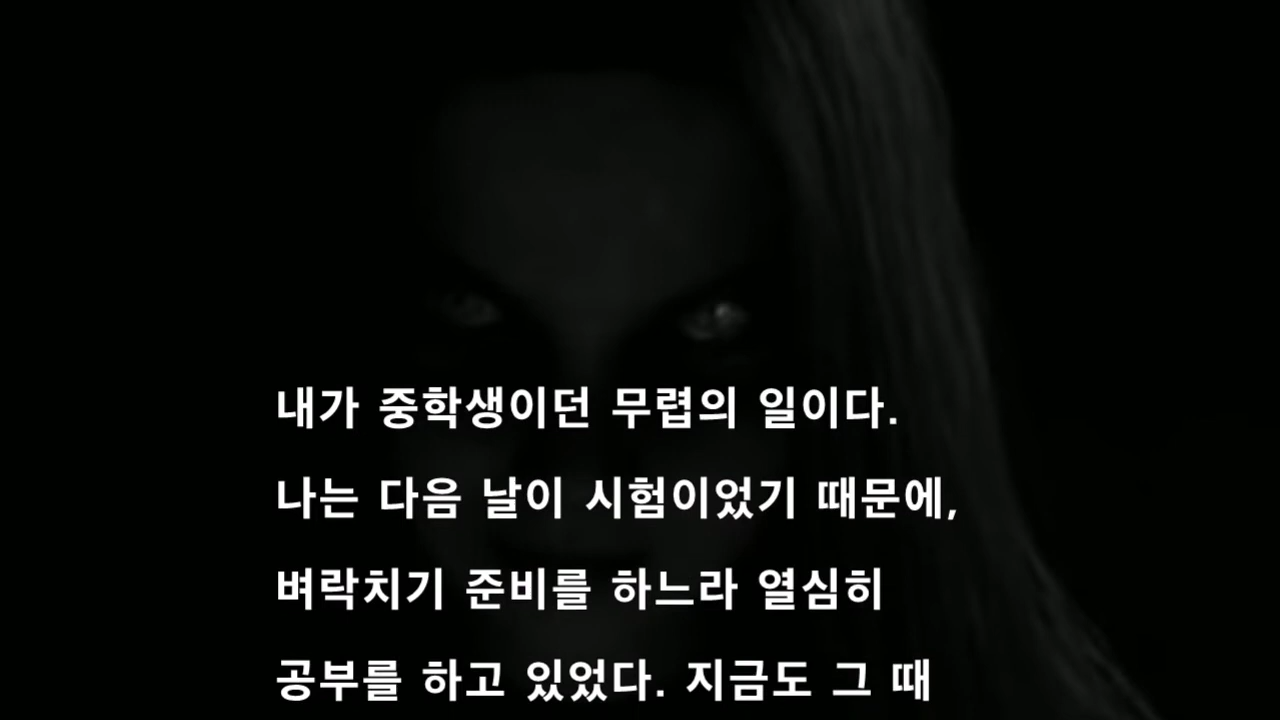 내가 중학생이던 무렵의 일이다.
나는 다음 날이 시험이었기 때문에,
벼락치기 준비를 하느라 열심히
공부를 하고 있었다. 지금도 그 때